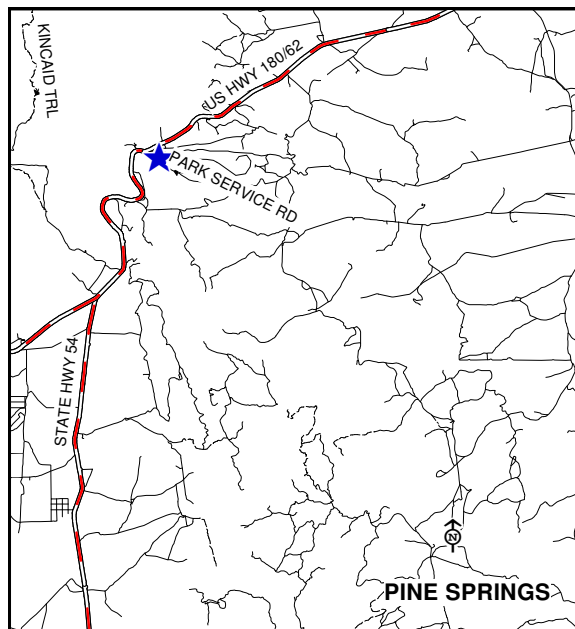 KINCAID TRL
US HWY 180/62
PARK SERVICE RD
STATE HWY 54
N
PINE SPRINGS